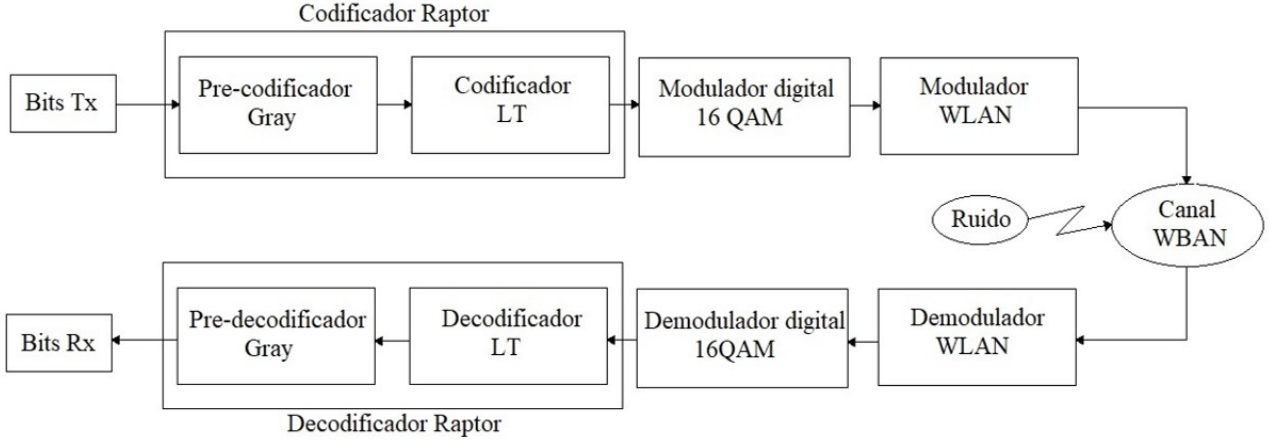 Codificador Raptor
Bits Tx
Pre-codificador
Gray
Codificador
LT
Modulador digital
16 QAM
Modulador
WLAN
Ruido
Canal
WBAN
Demodulador
WLAN
Demodulador digital
16QAM
Decodificador
LT
Pre-decodificador
Gray
Bits Rx
Decodificador Raptor